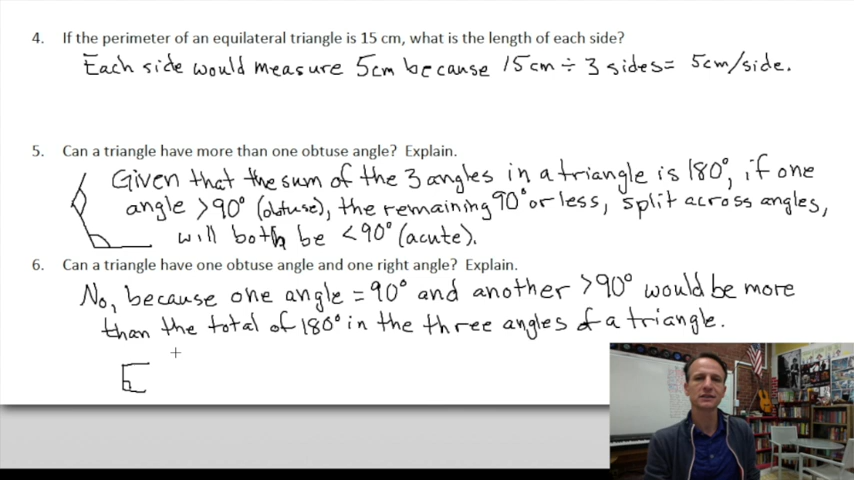 4. If the perimeter of an equilateral triangle is 15 cm, what is the length of each side?
Each side would measure 5cm because 15cm ÷ 3 sides = 5cm/side.
5. Can a triangle have more than one obtuse angle? Explain.
Given that the sum of the 3 angles in a triangle is 180°, if one
angle >90° (obtuse), the remaining 90° or less, split across angles,
will both be <90° (acute).
6. Can a triangle have one obtuse angle and one right angle? Explain.
No, because one angle = 90° and another >90° would be more
than the total of 180° in the three angles of a triangle.